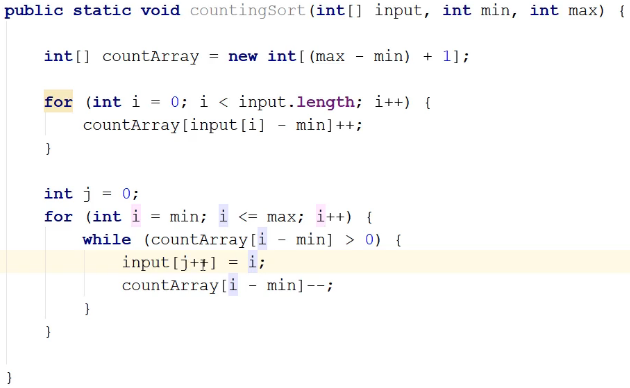 public static void countingSort(int[] input, int min, int max) {
int[] countArray = new int[(max - min) + 1];
for (int i = 0; i < input.length; i++) {
countArray[input[i] - min]++;
}
int j = 0;
for (int i = min; i <= max; i++) {
while (countArray[i - min] > 0) {
input[j++] = i;
countArray[i - min]--;
}
}
}